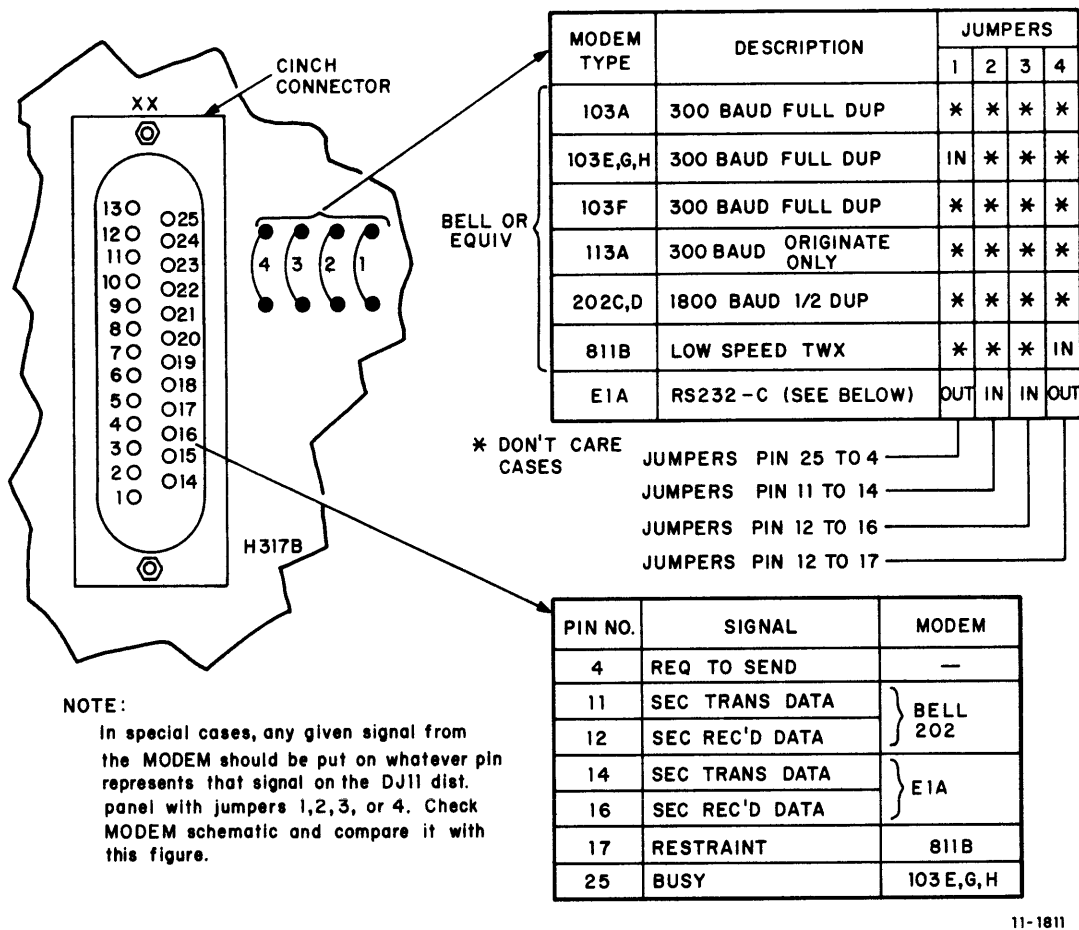 CINCH
CONNECTOR
XX
13 25
12 24
11 23
10 22
9 21
8 20
7 19
6 18
5 17
4 16
3 15
2 14
1
4 3 2 1
H317B
BELL OR
EQUIV
MODEM TYPE DESCRIPTION JUMPERS
1 2 3 4
103A 300 BAUD FULL DUP * * * *
103E,G,H 300 BAUD FULL DUP IN * * *
103F 300 BAUD FULL DUP * * * *
113A 300 BAUD ORIGINATE ONLY * * * *
202C,D 1800 BAUD 1/2 DUP * * * *
811B LOW SPEED TWX * * * IN
E1A RS232-C (SEE BELOW) OUT IN IN OUT
* DON'T CARE
CASES
JUMPERS PIN 25 TO 4
JUMPERS PIN 11 TO 14
JUMPERS PIN 12 TO 16
JUMPERS PIN 12 TO 17
PIN NO. SIGNAL MODEM
4 REQ TO SEND —
11 SEC TRANS DATA
12 SEC REC'D DATA
BELL
202
14 SEC TRANS DATA
16 SEC REC'D DATA
E1A
17 RESTRAINT 811B
25 BUSY 103 E,G,H
NOTE:
In special cases, any given signal from
the MODEM should be put on whatever pin
represents that signal on the DJ11 dist.
panel with jumpers 1,2,3, or 4. Check
MODEM schematic and compare it with
this figure.
11-1811